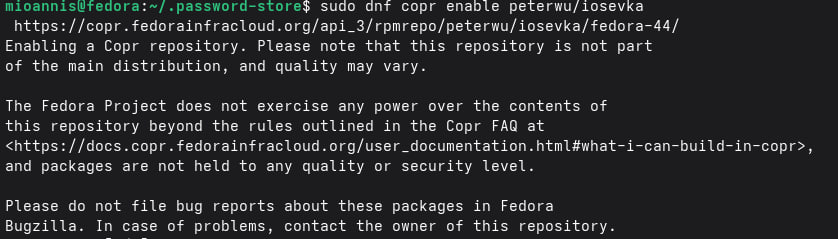 mioannis@fedora:~/.password-store$ sudo dnf copr enable peterwu/iosevka
https://copr.fedorainfracloud.org/api_3/rpmrepo/peterwu/iosevka/fedora-44/
Enabling a Copr repository. Please note that this repository is not part
of the main distribution, and quality may vary.

The Fedora Project does not exercise any power over the contents of
this repository beyond the rules outlined in the Copr FAQ at
<https://docs.copr.fedorainfracloud.org/user_documentation.html#what-i-can-build-in-copr>,
and packages are not held to any quality or security level.

Please do not file bug reports about these packages in Fedora
Bugzilla. In case of problems, contact the owner of this repository.